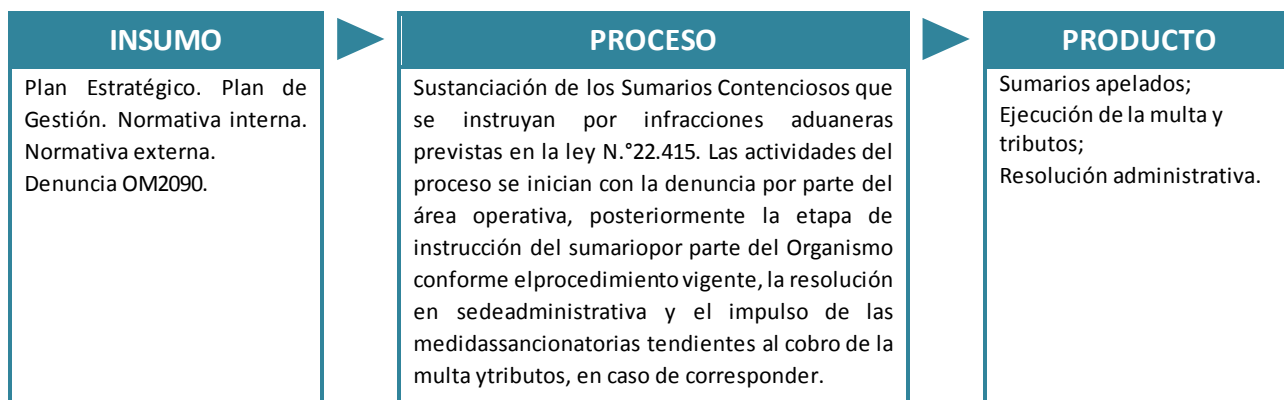 INSUMO
Plan Estratégico. Plan de
Gestión. Normativa interna.
Normativa externa.
Denuncia OM2090.
PROCESO
Sustanciación de los Sumarios Contenciosos que
se instruyan por infracciones aduaneras
previstas en la ley N.°22.415. Las actividades del
proceso se inician con la denuncia por parte del
área operativa, posteriormente la etapa de
instrucción del sumariopor parte del Organismo
conforme elprocedimiento vigente, la resolución
en sedeadministrativa y el impulso de las
medidassancionatorias tendientes al cobro de la
multa ytributos, en caso de corresponder.
PRODUCTO
Sumarios apelados;
Ejecución de la multa y
tributos;
Resolución administrativa.